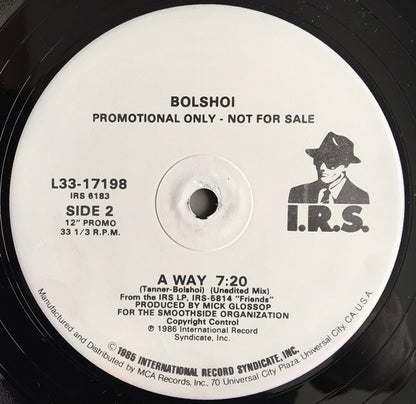 BOLSHOI
PROMOTIONAL ONLY - NOT FOR SALE
L33-17198
IRS 6183
SIDE 2
12" PROMO
33 1/3 R.P.M.
I.R.S.
A WAY 7:20
(Tanner-Bolshoi) (Unedited Mix)
From the IRS LP, IRS-5814 "Friends"
PRODUCED BY MICK GLOSSOP
FOR THE SMOOTHSIDE ORGANIZATION
Copyright Control
℗ 1986 International Record
Syndicate, Inc.
© 1985 INTERNATIONAL RECORD SYNDICATE, INC.
Manufactured and Distributed by MCA Records, Inc., 70 Universal City Plaza, Universal City, CA. U.S.A.